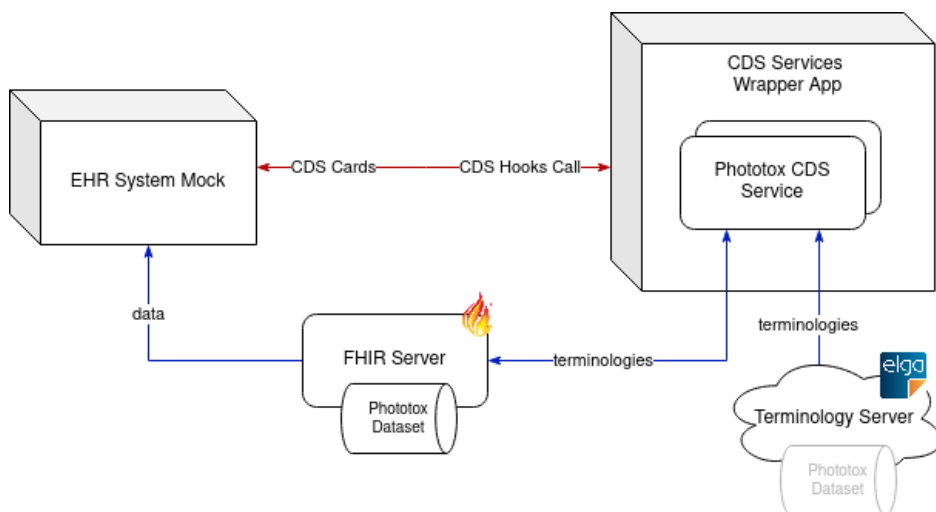 CDS Services
Wrapper App
EHR System Mock
CDS Cards
CDS Hooks Call
Phototox CDS
Service
data
terminologies
FHIR Server
terminologies
elga
Phototox
Dataset
Terminology Server
Phototox
Dataset